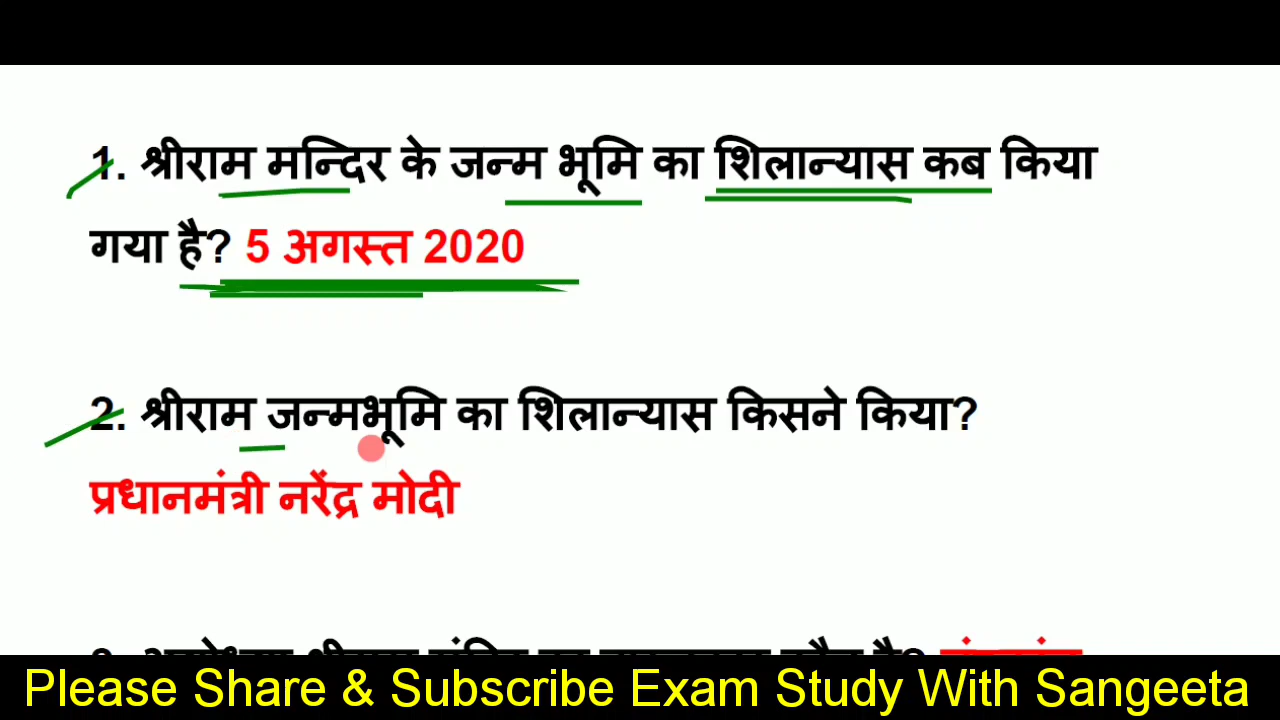 1. श्रीराम मन्दिर के जन्म भूमि का शिलान्यास कब किया
गया है? 5 अगस्त 2020
2. श्रीराम जन्मभूमि का शिलान्यास किसने किया?
प्रधानमंत्री नरेंद्र मोदी
Please Share & Subscribe Exam Study With Sangeeta